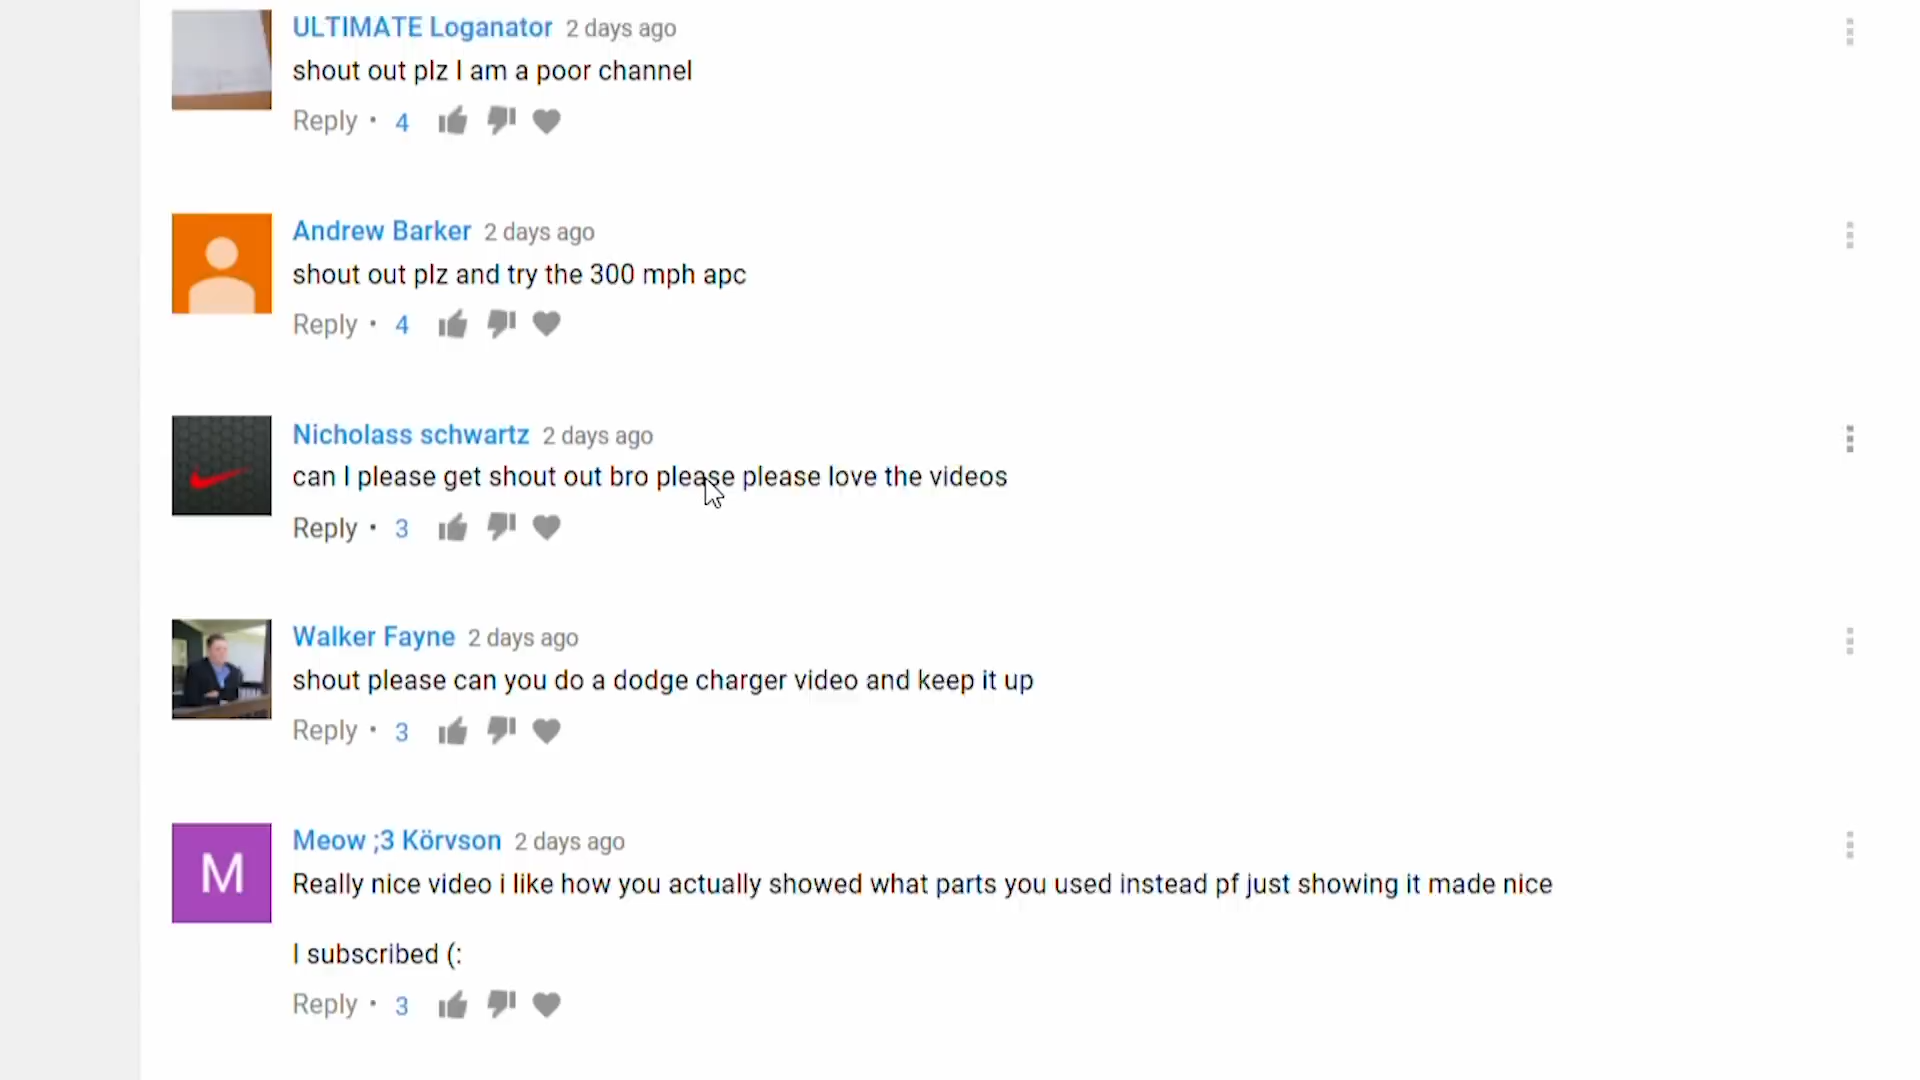 ULTIMATE Loganator 2 days ago
shout out plz I am a poor channel
Reply • 4
Andrew Barker 2 days ago
shout out plz and try the 300 mph apc
Reply • 4
Nicholass schwartz 2 days ago
can I please get shout out bro please please love the videos
Reply • 3
Walker Fayne 2 days ago
shout please can you do a dodge charger video and keep it up
Reply • 3
M
Meow ;3 Körvson 2 days ago
Really nice video i like how you actually showed what parts you used instead pf just showing it made nice
I subscribed (:
Reply • 3